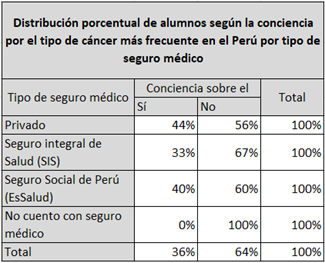 Distribución porcentual de alumnos según la conciencia
por el tipo de cáncer más frecuente en el Perú por tipo de
seguro médico
Tipo de seguro médico Conciencia sobre el Total
Sí No
Privado 44% 56% 100%
Seguro integral de
Salud (SIS) 33% 67% 100%
Seguro Social de Perú
(EsSalud) 40% 60% 100%
No cuento con seguro
médico 0% 100% 100%
Total 36% 64% 100%